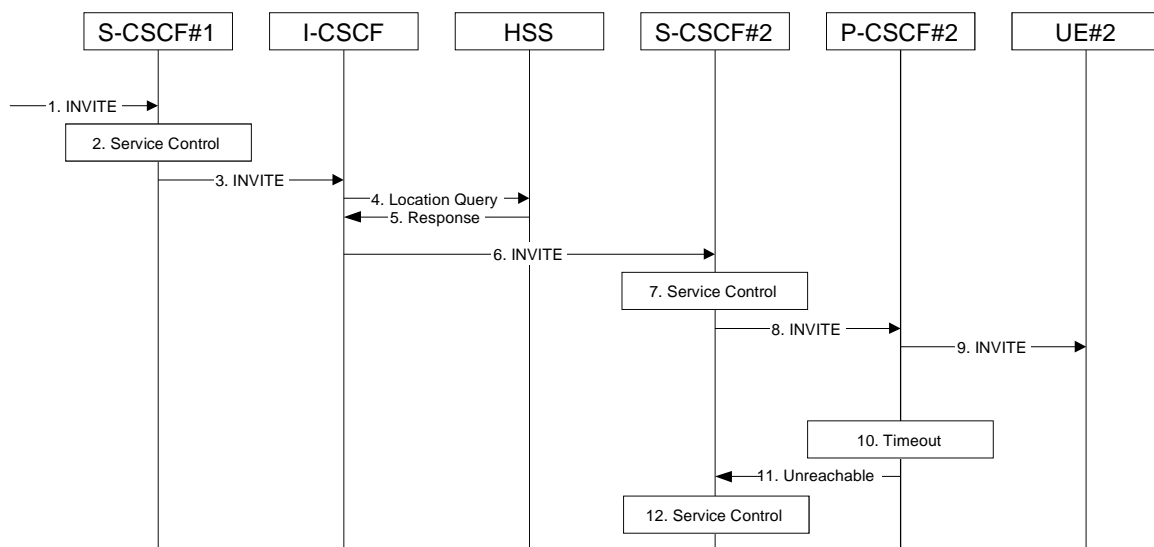 S-CSCF#1 I-CSCF HSS S-CSCF#2 P-CSCF#2 UE#2
1. INVITE
2. Service Control
3. INVITE
4. Location Query
5. Response
6. INVITE
7. Service Control
8. INVITE
9. INVITE
10. Timeout
11. Unreachable
12. Service Control